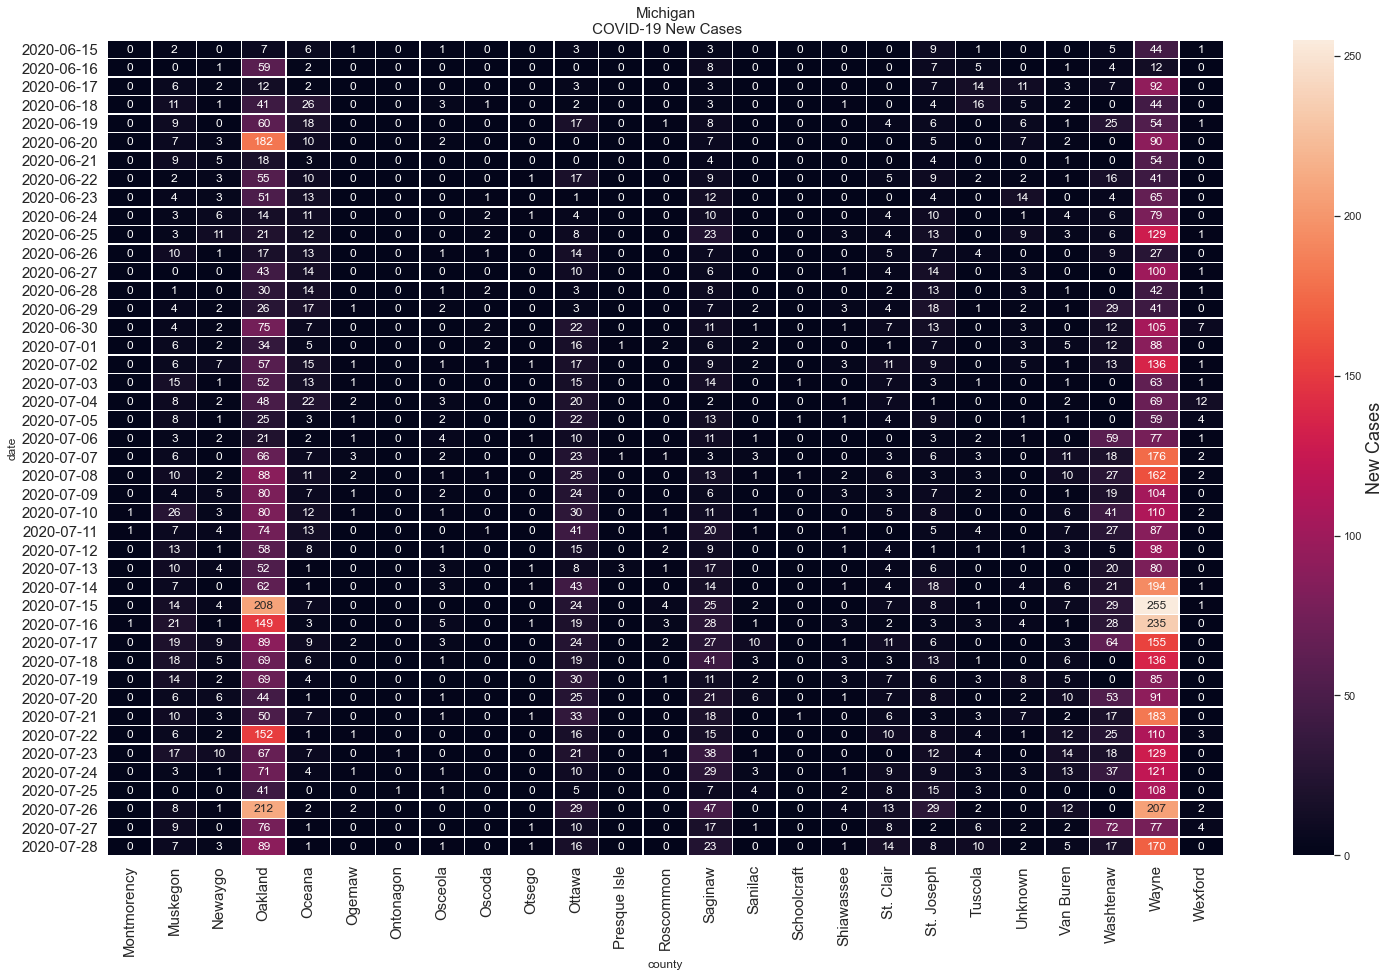 Michigan
COVID-19 New Cases
2020-06-15 0 2 0 7 6 1 0 1 0 0 3 0 0 3 0 0 0 0 9 1 0 0 5 44 1
2020-06-16 0 0 1 59 2 0 0 0 0 0 0 0 0 8 0 0 0 0 7 5 0 1 4 12 0
2020-06-17 0 6 2 12 2 0 0 0 0 0 3 0 0 3 0 0 0 0 7 14 11 3 7 92 0
2020-06-18 0 11 1 41 26 0 0 3 1 0 2 0 0 3 0 0 1 0 4 16 5 2 0 44 0
2020-06-19 0 9 0 60 18 0 0 0 0 0 17 0 1 8 0 0 0 4 6 0 6 1 25 54 1
2020-06-20 0 7 3 182 10 0 0 2 0 0 0 0 0 7 0 0 0 0 5 0 7 2 0 90 0
2020-06-21 0 9 5 18 3 0 0 0 0 0 0 0 0 4 0 0 0 0 4 0 0 1 0 54 0
2020-06-22 0 2 3 55 10 0 0 0 0 1 17 0 0 9 0 0 0 5 9 2 2 1 16 41 0
2020-06-23 0 4 3 51 13 0 0 0 1 0 1 0 0 12 0 0 0 0 4 0 14 0 4 65 0
2020-06-24 0 3 6 14 11 0 0 0 2 1 4 0 0 10 0 0 0 4 10 0 1 4 6 79 0
2020-06-25 0 3 11 21 12 0 0 0 2 0 8 0 0 23 0 0 3 4 13 0 9 3 6 129 1
2020-06-26 0 10 1 17 13 0 0 1 1 0 14 0 0 7 0 0 0 5 7 4 0 0 9 27 0
2020-06-27 0 0 0 43 14 0 0 0 0 0 10 0 0 6 0 0 1 4 14 0 3 0 0 100 1
2020-06-28 0 1 0 30 14 0 0 1 2 0 3 0 0 8 0 0 0 2 13 0 3 1 0 42 1
2020-06-29 0 4 2 26 17 1 0 2 0 0 3 0 0 7 2 0 3 4 18 1 2 1 29 41 0
2020-06-30 0 4 2 75 7 0 0 0 2 0 22 0 0 11 1 0 1 7 13 0 3 0 12 105 7
2020-07-01 0 6 2 34 5 0 0 0 2 0 16 1 2 6 2 0 0 1 7 0 3 5 12 88 0
2020-07-02 0 6 7 57 15 1 0 1 1 1 17 0 0 9 2 0 3 11 9 0 5 1 13 136 1
2020-07-03 0 15 1 52 13 1 0 0 0 0 15 0 0 14 0 1 0 7 3 1 0 1 0 63 1
2020-07-04 0 8 2 48 22 2 0 3 0 0 20 0 0 2 0 0 1 7 1 0 0 2 0 69 12
2020-07-05 0 8 1 25 3 1 0 2 0 0 22 0 0 13 0 1 1 4 9 0 1 1 0 59 4
2020-07-06 0 3 2 21 2 1 0 4 0 1 10 0 0 11 1 0 0 0 3 2 1 0 59 77 1
2020-07-07 0 6 0 66 7 3 0 2 0 0 23 1 1 3 3 0 0 3 6 3 0 11 18 176 2
2020-07-08 0 10 2 88 11 2 0 1 1 0 25 0 0 13 1 1 2 6 3 3 0 10 27 162 2
2020-07-09 0 4 5 80 7 1 0 2 0 0 24 0 0 6 0 0 3 3 7 2 0 1 19 104 0
2020-07-10 1 26 3 80 12 1 0 1 0 0 30 0 1 11 1 0 0 5 8 0 0 6 41 110 2
2020-07-11 1 7 4 74 13 0 0 0 1 0 41 0 1 20 1 0 1 0 5 4 0 7 27 87 0
2020-07-12 0 13 1 58 8 0 0 1 0 0 15 0 2 9 0 0 1 4 1 1 1 3 5 98 0
2020-07-13 0 10 4 52 1 0 0 3 0 1 8 3 1 17 0 0 0 4 6 0 0 0 20 80 0
2020-07-14 0 7 0 62 1 0 0 3 0 1 43 0 0 14 0 0 1 4 18 0 4 6 21 194 1
2020-07-15 0 14 4 208 7 0 0 0 0 0 24 0 4 25 2 0 0 7 8 1 0 7 29 255 1
2020-07-16 1 21 1 149 3 0 0 5 0 1 19 0 3 28 1 0 3 2 3 3 4 1 28 235 0
2020-07-17 0 19 9 89 9 2 0 3 0 0 24 0 2 27 10 0 1 11 6 0 0 3 64 155 0
2020-07-18 0 18 5 69 6 0 0 1 0 0 19 0 0 41 3 0 3 3 13 1 0 6 0 136 0
2020-07-19 0 14 2 69 4 0 0 0 0 0 30 0 1 11 2 0 3 7 6 3 8 5 0 85 0
2020-07-20 0 6 6 44 1 0 0 1 0 0 25 0 0 21 6 0 1 7 8 0 2 10 53 91 0
2020-07-21 0 10 3 50 7 0 0 1 0 1 33 0 0 18 0 1 0 6 3 3 7 2 17 183 0
2020-07-22 0 6 2 152 1 1 0 0 0 0 16 0 0 15 0 0 0 10 8 4 1 12 25 110 3
2020-07-23 0 17 10 67 7 0 1 0 0 0 21 0 1 38 1 0 0 0 12 4 0 14 18 129 0
2020-07-24 0 3 1 71 4 1 0 1 0 0 10 0 0 29 3 0 1 9 9 3 3 13 37 121 0
2020-07-25 0 0 0 41 0 0 1 1 0 0 5 0 0 7 4 0 2 8 15 3 0 0 0 108 0
2020-07-26 0 8 1 212 2 2 0 0 0 0 29 0 0 47 0 0 4 13 29 2 0 12 0 207 2
2020-07-27 0 9 0 76 1 0 0 0 0 1 10 0 0 17 1 0 0 8 2 6 2 2 72 77 4
2020-07-28 0 7 3 89 1 0 0 1 0 1 16 0 0 23 0 0 1 14 8 10 2 5 17 170 0
date
Montmorency
Muskegon
Newaygo
Oakland
Oceana
Ogemaw
Ontonagon
Osceola
Oscoda
Otsego
Ottawa
Presque Isle
Roscommon
Saginaw
Sanilac
Schoolcraft
Shiawassee
St. Clair
St. Joseph
Tuscola
Unknown
Van Buren
Washtenaw
Wayne
Wexford
county
250
200
150
100
50
0
New Cases